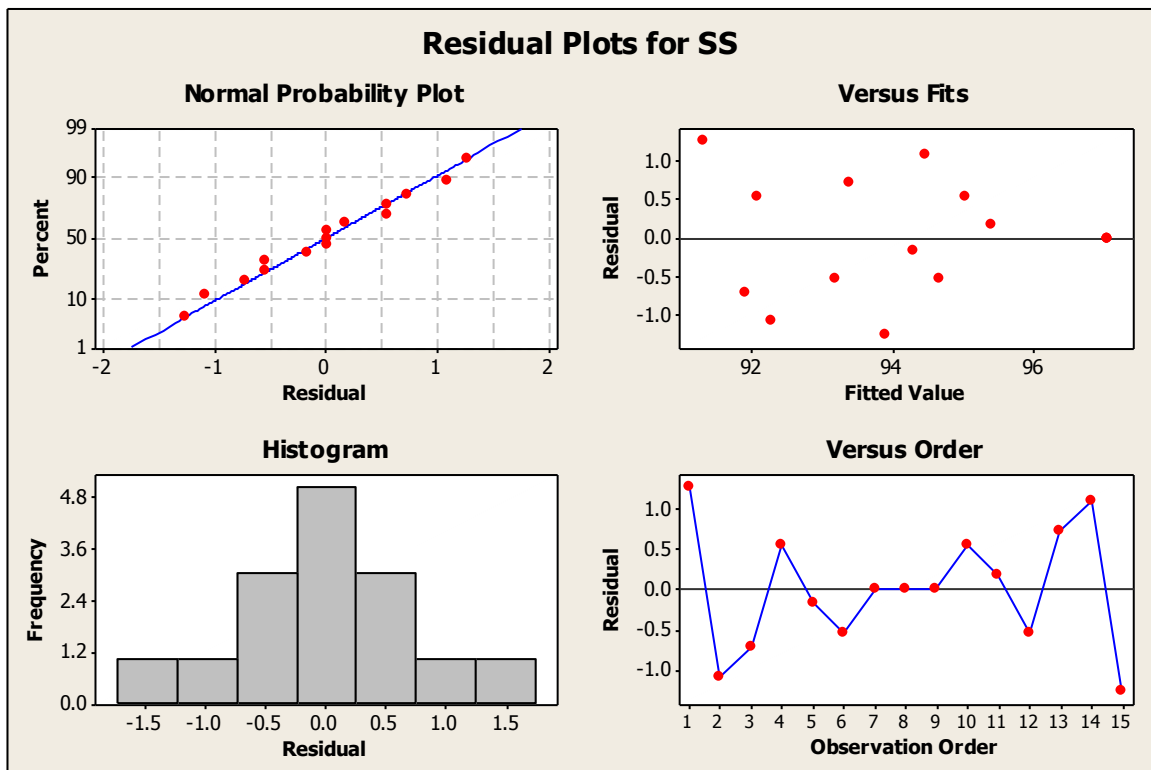 Residual Plots for SS
Normal Probability Plot
99
90
50
10
1
Percent
-2 -1 0 1 2
Residual
Versus Fits
1.0
0.5
0.0
-0.5
-1.0
Residual
92 94 96
Fitted Value
Histogram
4.8
3.6
2.4
1.2
0.0
Frequency
-1.5 -1.0 -0.5 0.0 0.5 1.0 1.5
Residual
Versus Order
1.0
0.5
0.0
-0.5
-1.0
Residual
1 2 3 4 5 6 7 8 9 10 11 12 13 14 15
Observation Order